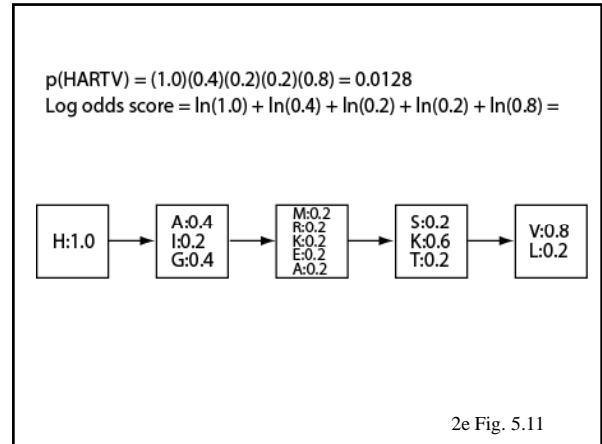 p(HARTV) = (1.0)(0.4)(0.2)(0.2)(0.8) = 0.0128
Log odds score = ln(1.0) + ln(0.4) + ln(0.2) + ln(0.2) + ln(0.8) =
H:1.0
A:0.4
I:0.2
G:0.4
M:0.2
R:0.2
K:0.2
E:0.2
A:0.2
S:0.2
K:0.6
T:0.2
V:0.8
L:0.2
2e Fig. 5.11